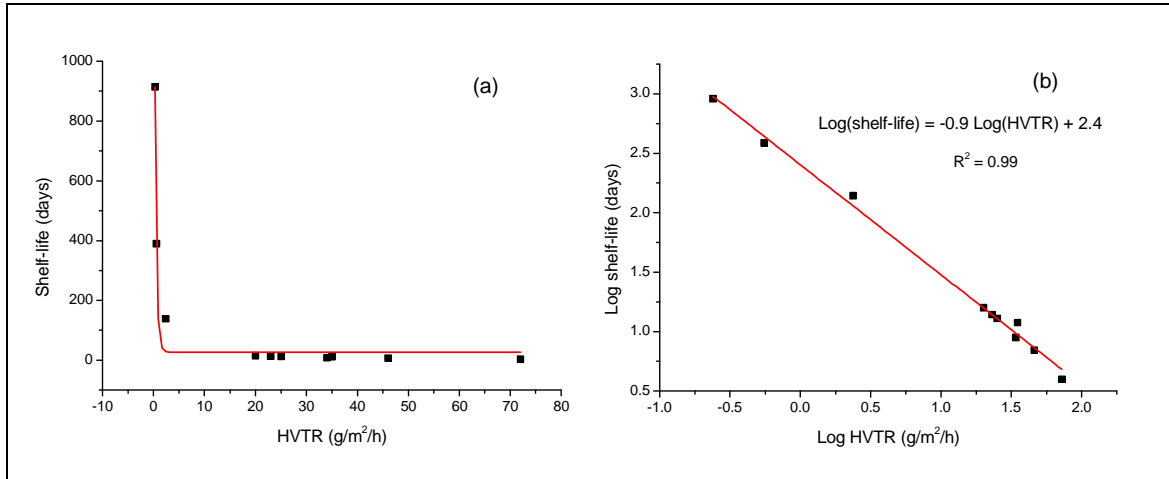 (a)
1000
800
600
400
200
0
Shelf-life (days)
-10 0 10 20 30 40 50 60 70 80
HVTR (g/m²/h)
(b)
Log(shelf-life) = -0.9 Log(HVTR) + 2.4
R² = 0.99
3.0
2.5
2.0
1.5
1.0
0.5
Log shelf-life (days)
-1.0 -0.5 0.0 0.5 1.0 1.5 2.0
Log HVTR (g/m²/h)